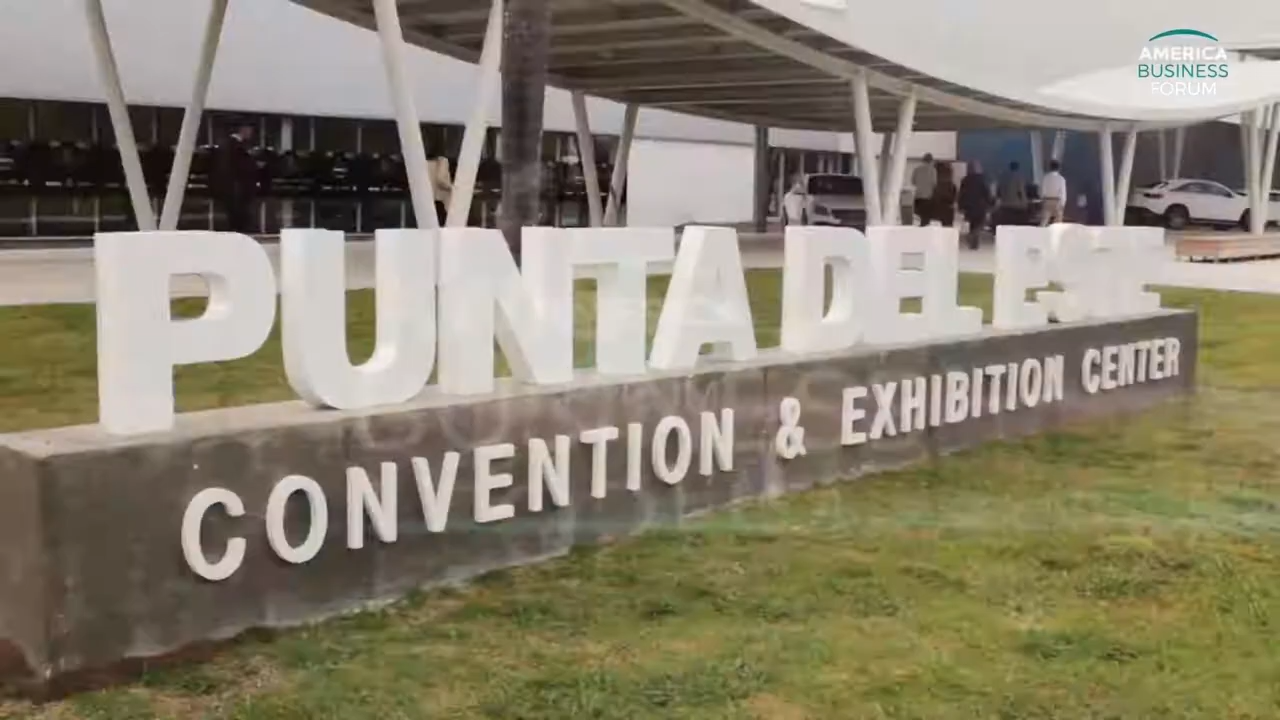 AMERICA
BUSINESS
FORUM
PUNTA DEL ESTE
CONVENTION & EXHIBITION CENTER